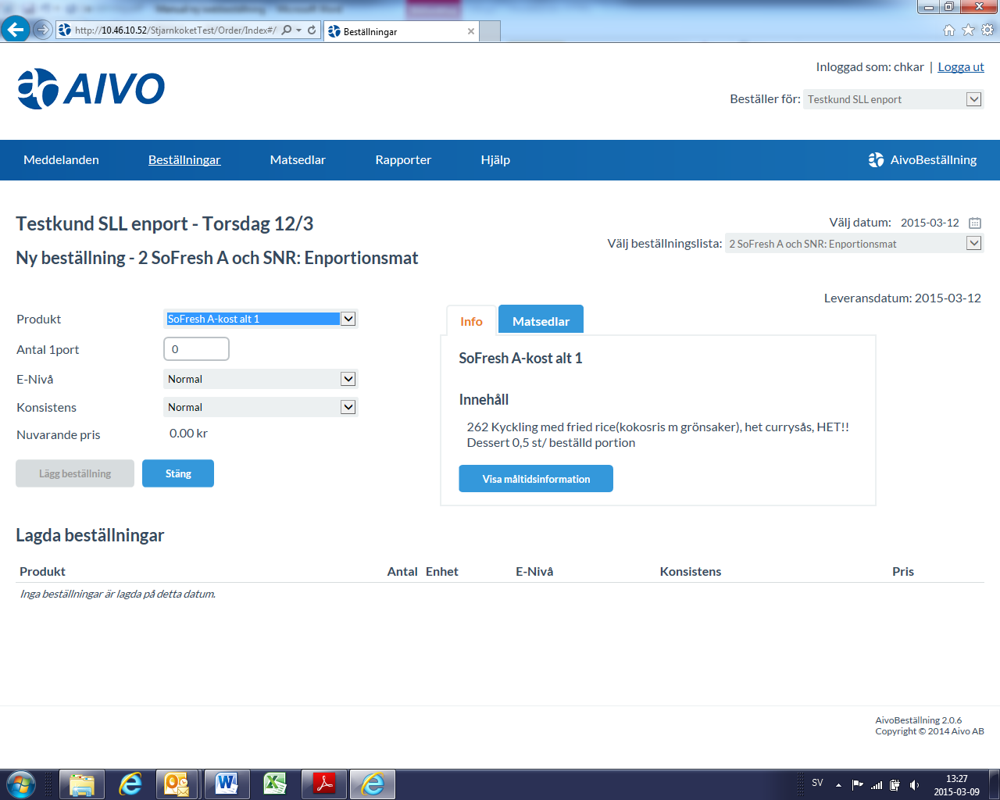 http://10.46.10.52/StjarnkoketTest/Order/Index#/
Beställningar
AIVO
Inloggad som: chkar | Logga ut
Beställer för: Testkund SLL enport
Meddelanden Beställningar Matsedlar Rapporter Hjälp AivoBeställning
Testkund SLL enport - Torsdag 12/3
Välj datum: 2015-03-12
Ny beställning - 2 SoFresh A och SNR: Enportionsmat
Välj beställningslista: 2 SoFresh A och SNR: Enportionsmat
Leveransdatum: 2015-03-12
Produkt SoFresh A-kost alt 1
Antal 1port 0
E-Nivå Normal
Konsistens Normal
Nuvarande pris 0.00 kr
Lägg beställning Stäng
Info Matsedlar
SoFresh A-kost alt 1
Innehåll
262 Kyckling med fried rice(kokosris m grönsaker), het currysås, HET!!
Dessert 0,5 st/ beställd portion
Visa måltidsinformation
Lagda beställningar
Produkt Antal Enhet E-Nivå Konsistens Pris
Inga beställningar är lagda på detta datum.
AivoBeställning 2.0.6
Copyright © 2014 Aivo AB
SV
13:27
2015-03-09